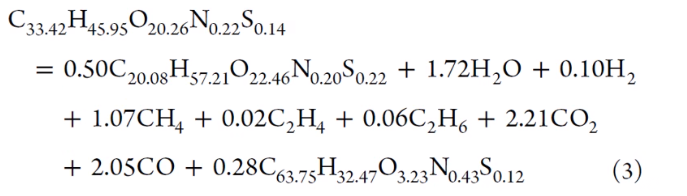 C₃₃.₄₂H₄₅.₉₅O₂₀.₂₆N₀.₂₂S₀.₁₄
= 0.50C₂₀.₀₈H₅₇.₂₁O₂₂.₄₆N₀.₂₀S₀.₂₂ + 1.72H₂O + 0.10H₂
+ 1.07CH₄ + 0.02C₂H₄ + 0.06C₂H₆ + 2.21CO₂
+ 2.05CO + 0.28C₆₃.₇₅H₃₂.₄₇O₃.₂₃N₀.₄₃S₀.₁₂ (3)